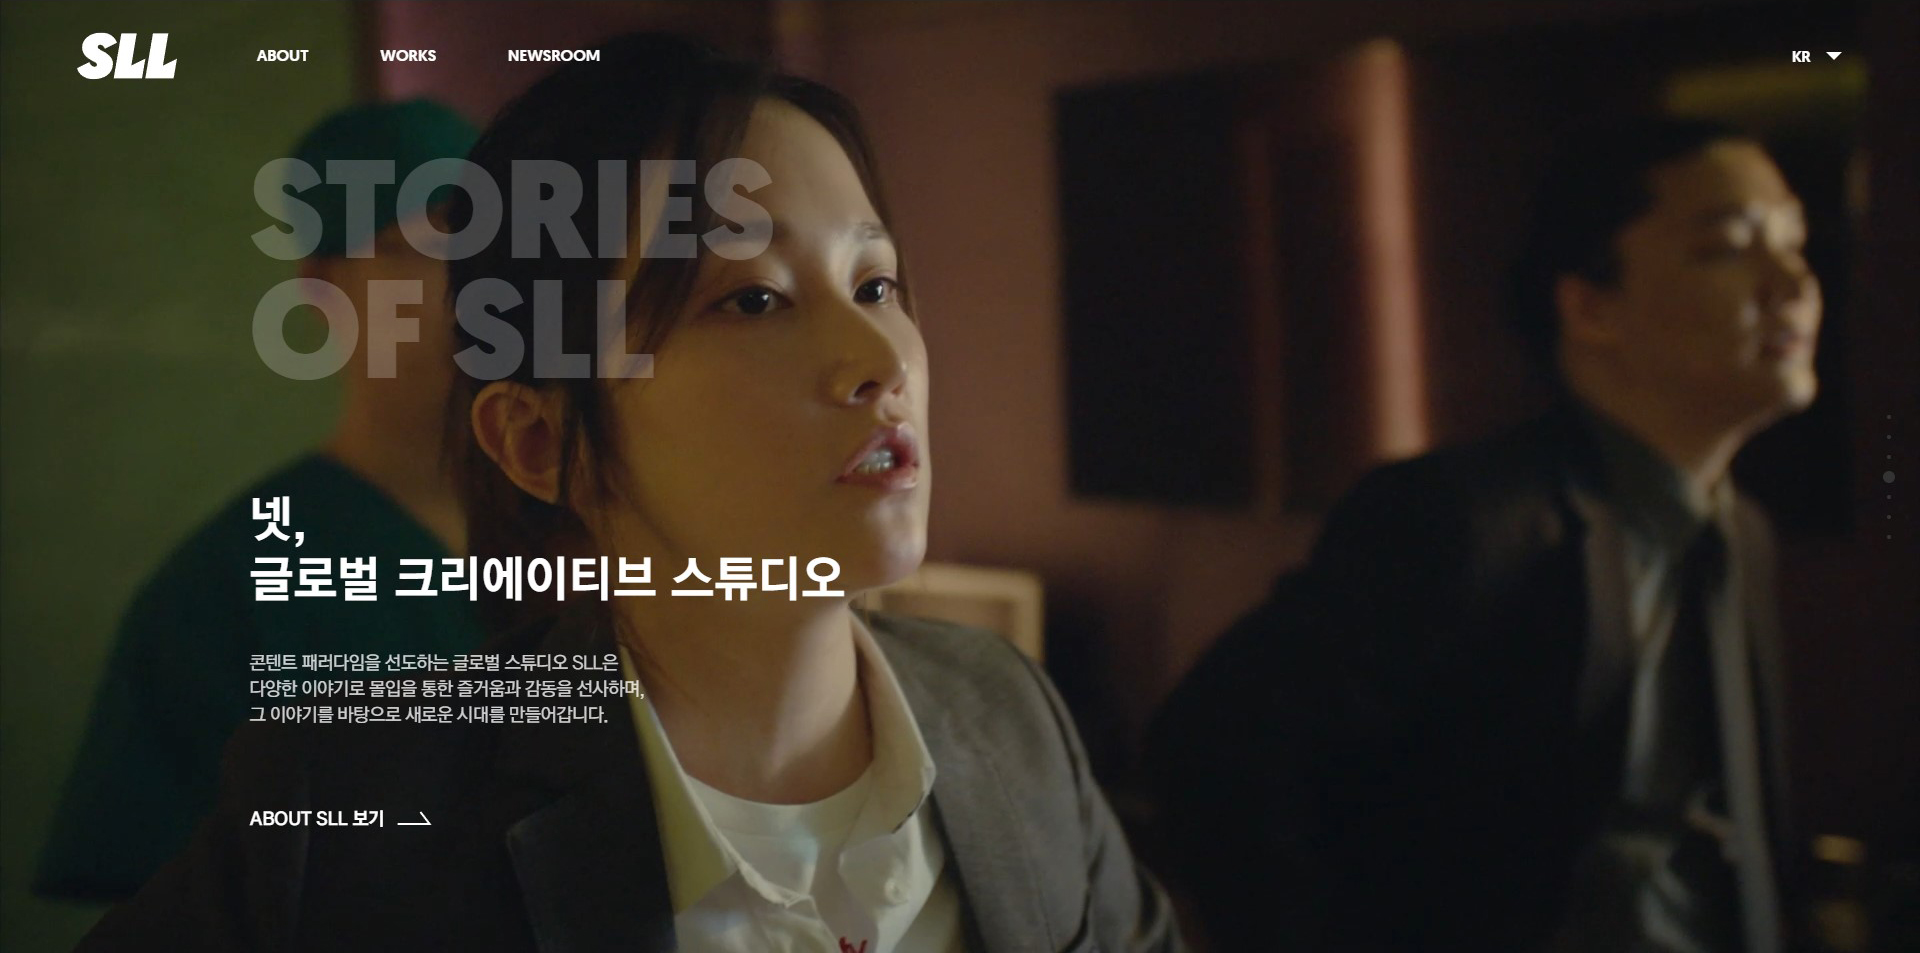 SLL
ABOUT
WORKS
NEWSROOM
KR
STORIES
OF SLL
넷,
글로벌 크리에이티브 스튜디오
콘텐트 패러다임을 선도하는 글로벌 스튜디오 SLL은
다양한 이야기로 몰입을 통한 즐거움과 감동을 선사하며,
그 이야기를 바탕으로 새로운 시대를 만들어갑니다.
ABOUT SLL 보기